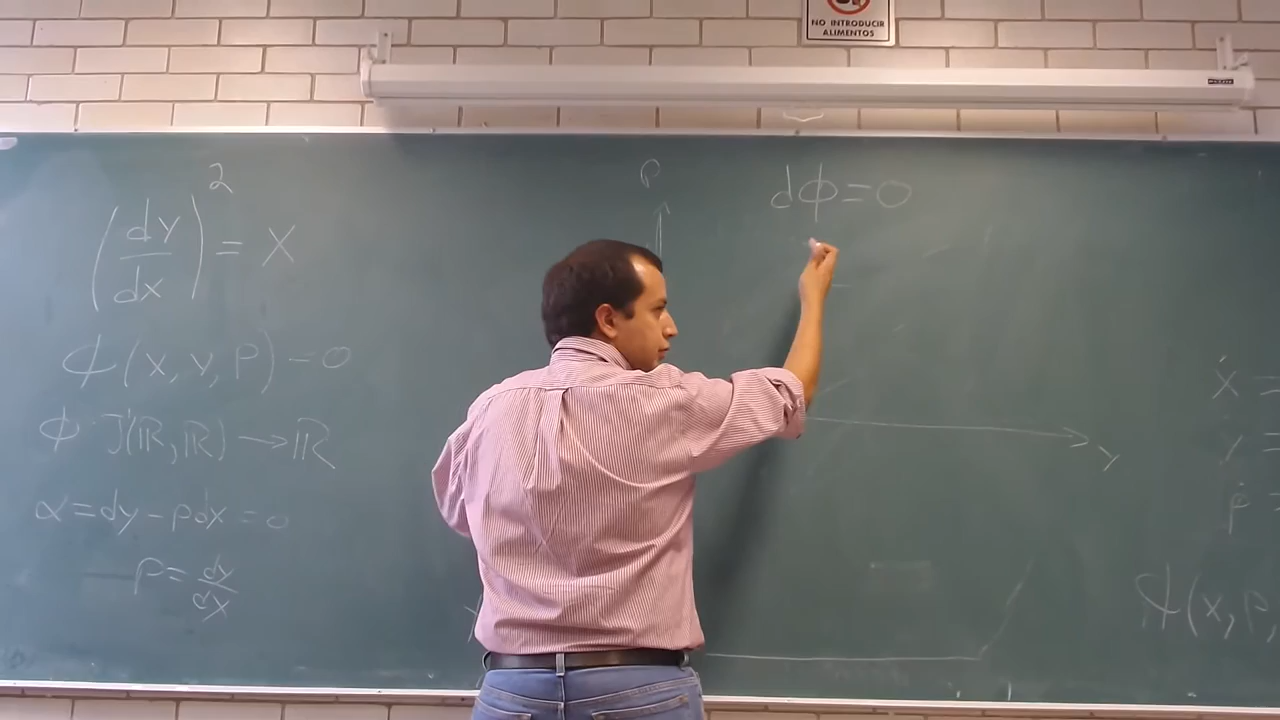 NO INTRODUCIR
ALIMENTOS
(dy/dx)² = x
ϕ(x, y, p) = 0
ϕ J¹(ℝ, ℝ) → ℝ
α = dy - pdx = 0
p = dy/dx
p
dϕ = 0
y
x
ẋ =
ẏ =
ṗ =
ψ(x, p,